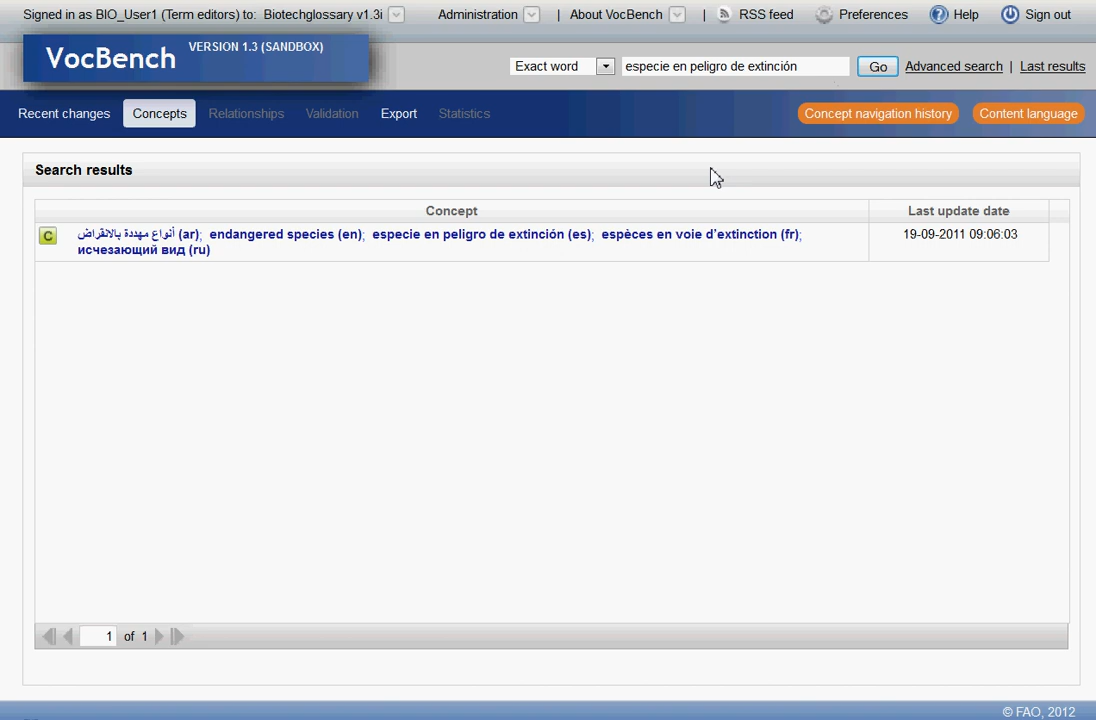 Signed in as BIO_User1 (Term editors) to: Biotechglossary v1.3i Administration | About VocBench | RSS feed Preferences Help Sign out
VocBench VERSION 1.3 (SANDBOX)
Exact word especie en peligro de extinción Go Advanced search | Last results
Recent changes Concepts Relationships Validation Export Statistics Concept navigation history Content language
Search results
Concept Last update date
C أنواع مهددة بالانقراض (ar); endangered species (en); especie en peligro de extinción (es); espèces en voie d'extinction (fr); 19-09-2011 09:06:03
исчезающий вид (ru)
1 of 1
© FAO, 2012